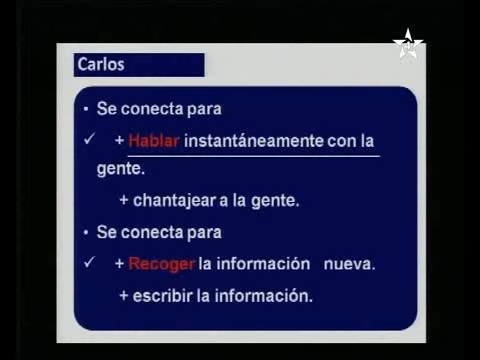 Carlos
• Se conecta para
✓ + Hablar instantáneamente con la
gente.
+ chantajear a la gente.
• Se conecta para
✓ + Recoger la información nueva.
+ escribir la información.